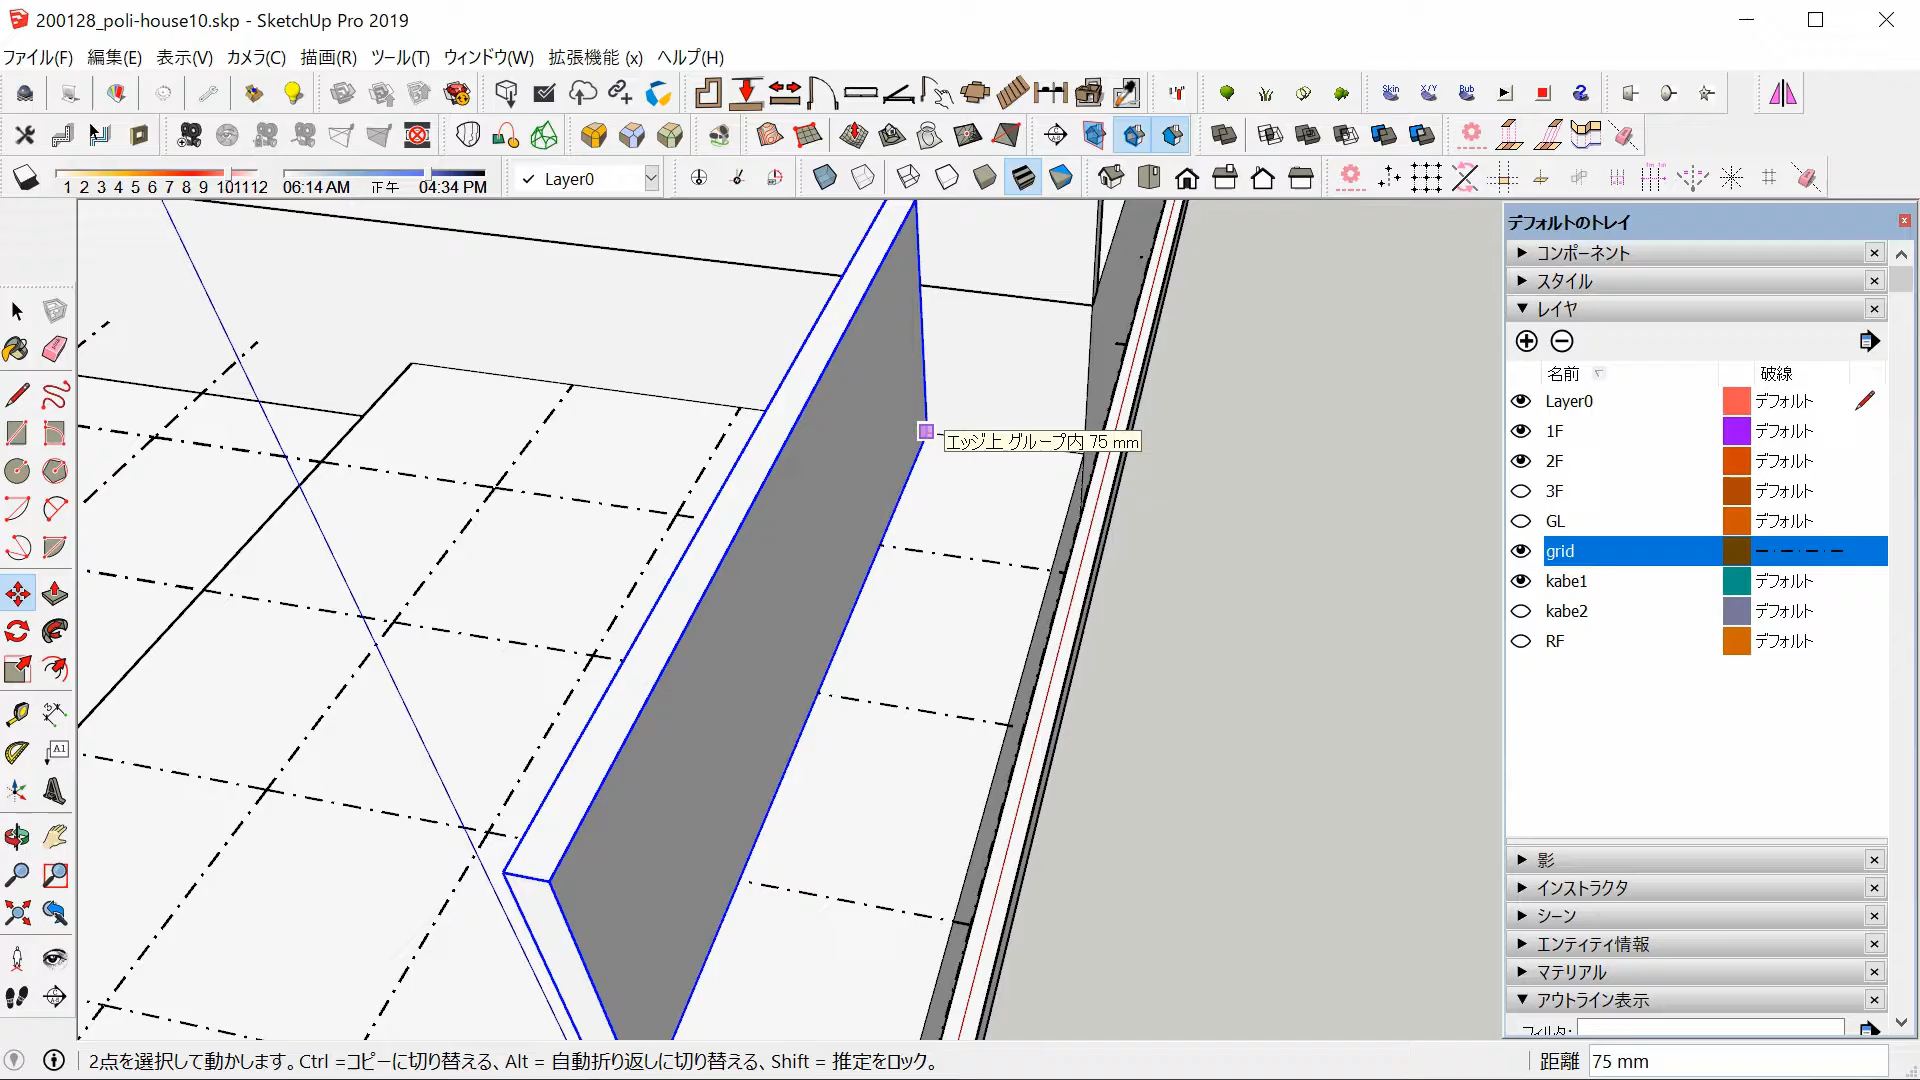 200128_poli-house10.skp - SketchUp Pro 2019
ファイル(F) 編集(E) 表示(V) カメラ(C) 描画(R) ツール(T) ウィンドウ(W) 拡張機能 (x) ヘルプ(H)
Skin X/Y Bub
1 2 3 4 5 6 7 8 9 101112 06:14 AM 正午 04:34 PM Layer0
デフォルトのトレイ
コンポーネント
スタイル
レイヤ
名前 破線
Layer0 デフォルト
1F デフォルト
2F デフォルト
3F デフォルト
GL デフォルト
grid
kabe1 デフォルト
kabe2 デフォルト
RF デフォルト
エッジ上 グループ内 75 mm
A1
影
インストラクタ
シーン
エンティティ情報
マテリアル
アウトライン表示
フィルタ:
2点を選択して動かします。Ctrl =コピーに切り替える、Alt = 自動折り返しに切り替える、Shift = 推定をロック。
距離 75 mm